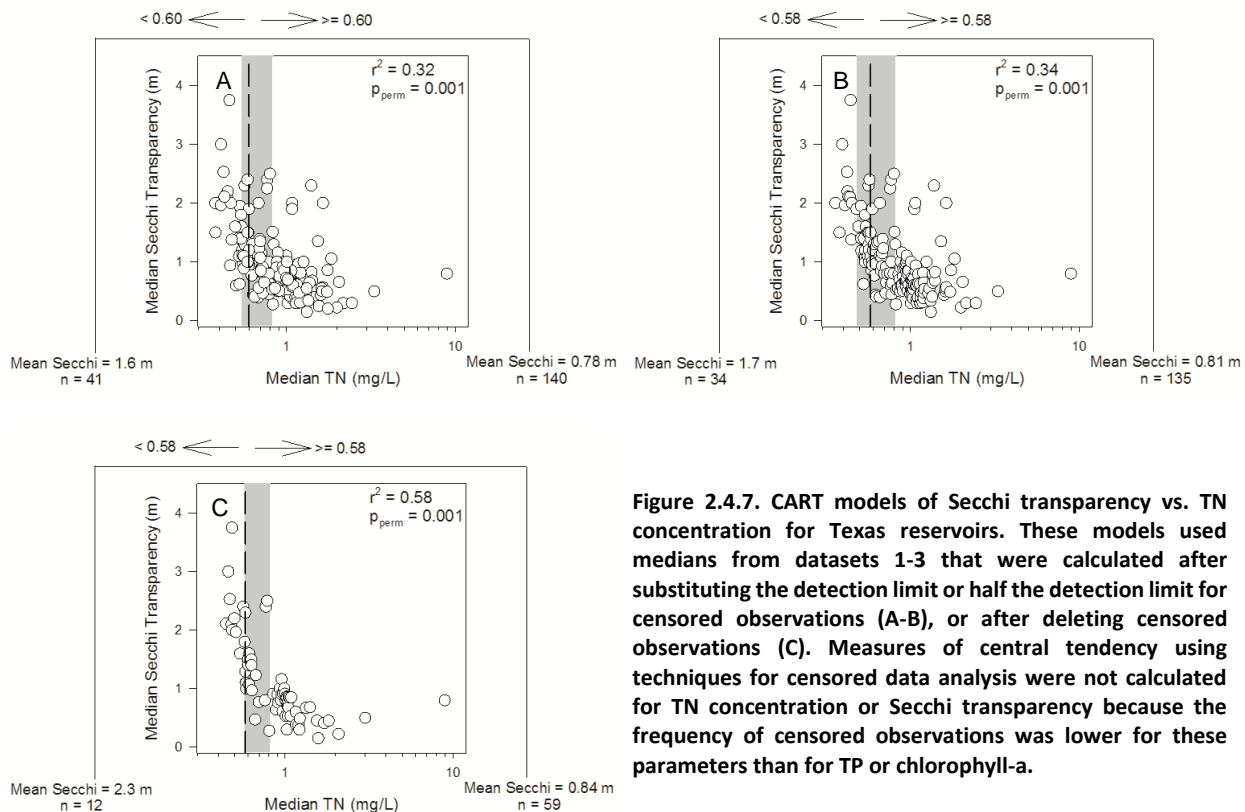 < 0.60
>= 0.60
A
r2 = 0.32
pperm = 0.001
Median Secchi Transparency (m)
4
3
2
1
0
1
10
Mean Secchi = 1.6 m
n = 41
Median TN (mg/L)
Mean Secchi = 0.78 m
n = 140
< 0.58
>= 0.58
B
r2 = 0.34
pperm = 0.001
Median Secchi Transparency (m)
4
3
2
1
0
1
10
Mean Secchi = 1.7 m
n = 34
Median TN (mg/L)
Mean Secchi = 0.81 m
n = 135
< 0.58
>= 0.58
C
r2 = 0.58
pperm = 0.001
Median Secchi Transparency (m)
4
3
2
1
0
1
10
Mean Secchi = 2.3 m
n = 12
Median TN (mg/L)
Mean Secchi = 0.84 m
n = 59
Figure 2.4.7. CART models of Secchi transparency vs. TN
concentration for Texas reservoirs. These models used
medians from datasets 1-3 that were calculated after
substituting the detection limit or half the detection limit for
censored observations (A-B), or after deleting censored
observations (C). Measures of central tendency using
techniques for censored data analysis were not calculated
for TN concentration or Secchi transparency because the
frequency of censored observations was lower for these
parameters than for TP or chlorophyll-a.